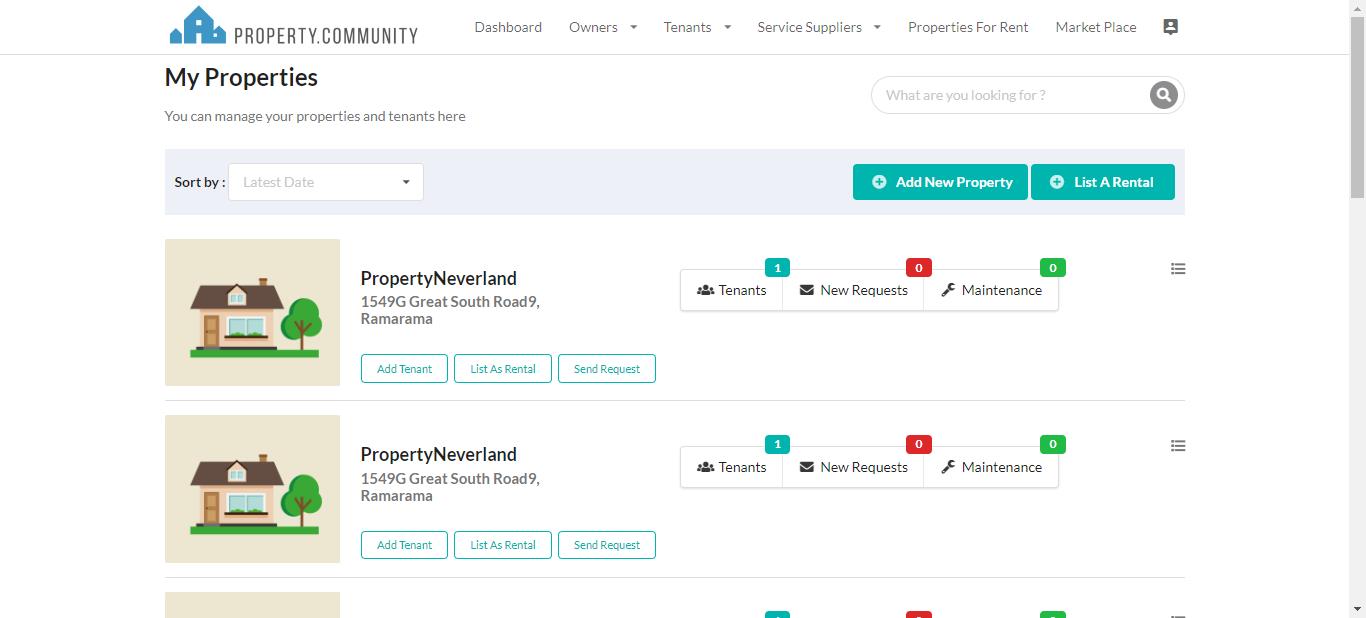 PROPERTY.COMMUNITY
Dashboard Owners Tenants Service Suppliers Properties For Rent Market Place
My Properties
What are you looking for ?
You can manage your properties and tenants here
Sort by : Latest Date
Add New Property List A Rental
PropertyNeverland
1549G Great South Road9,
Ramarama
1 0 0
Tenants New Requests Maintenance
Add Tenant List As Rental Send Request
PropertyNeverland
1549G Great South Road9,
Ramarama
1 0 0
Tenants New Requests Maintenance
Add Tenant List As Rental Send Request